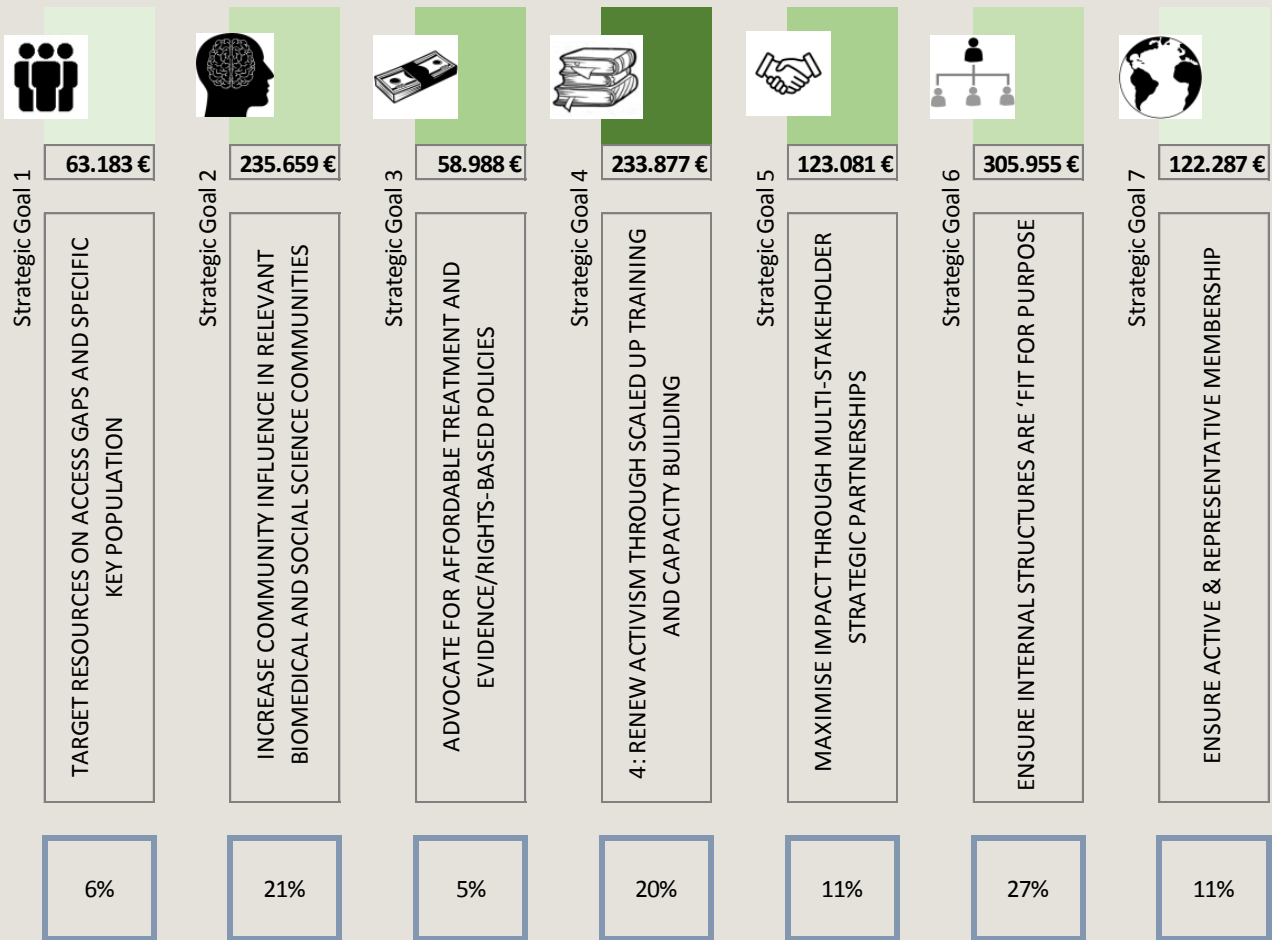 Strategic Goal 1
63.183 €
TARGET RESOURCES ON ACCESS GAPS AND SPECIFIC
KEY POPULATION
6%
Strategic Goal 2
235.659 €
INCREASE COMMUNITY INFLUENCE IN RELEVANT
BIOMEDICAL AND SOCIAL SCIENCE COMMUNITIES
21%
Strategic Goal 3
58.988 €
ADVOCATE FOR AFFORDABLE TREATMENT AND
EVIDENCE/RIGHTS-BASED POLICIES
5%
Strategic Goal 4
233.877 €
4: RENEW ACTIVISM THROUGH SCALED UP TRAINING
AND CAPACITY BUILDING
20%
Strategic Goal 5
123.081 €
MAXIMISE IMPACT THROUGH MULTI-STAKEHOLDER
STRATEGIC PARTNERSHIPS
11%
Strategic Goal 6
305.955 €
ENSURE INTERNAL STRUCTURES ARE ‘FIT FOR PURPOSE
27%
Strategic Goal 7
122.287 €
ENSURE ACTIVE & REPRESENTATIVE MEMBERSHIP
11%